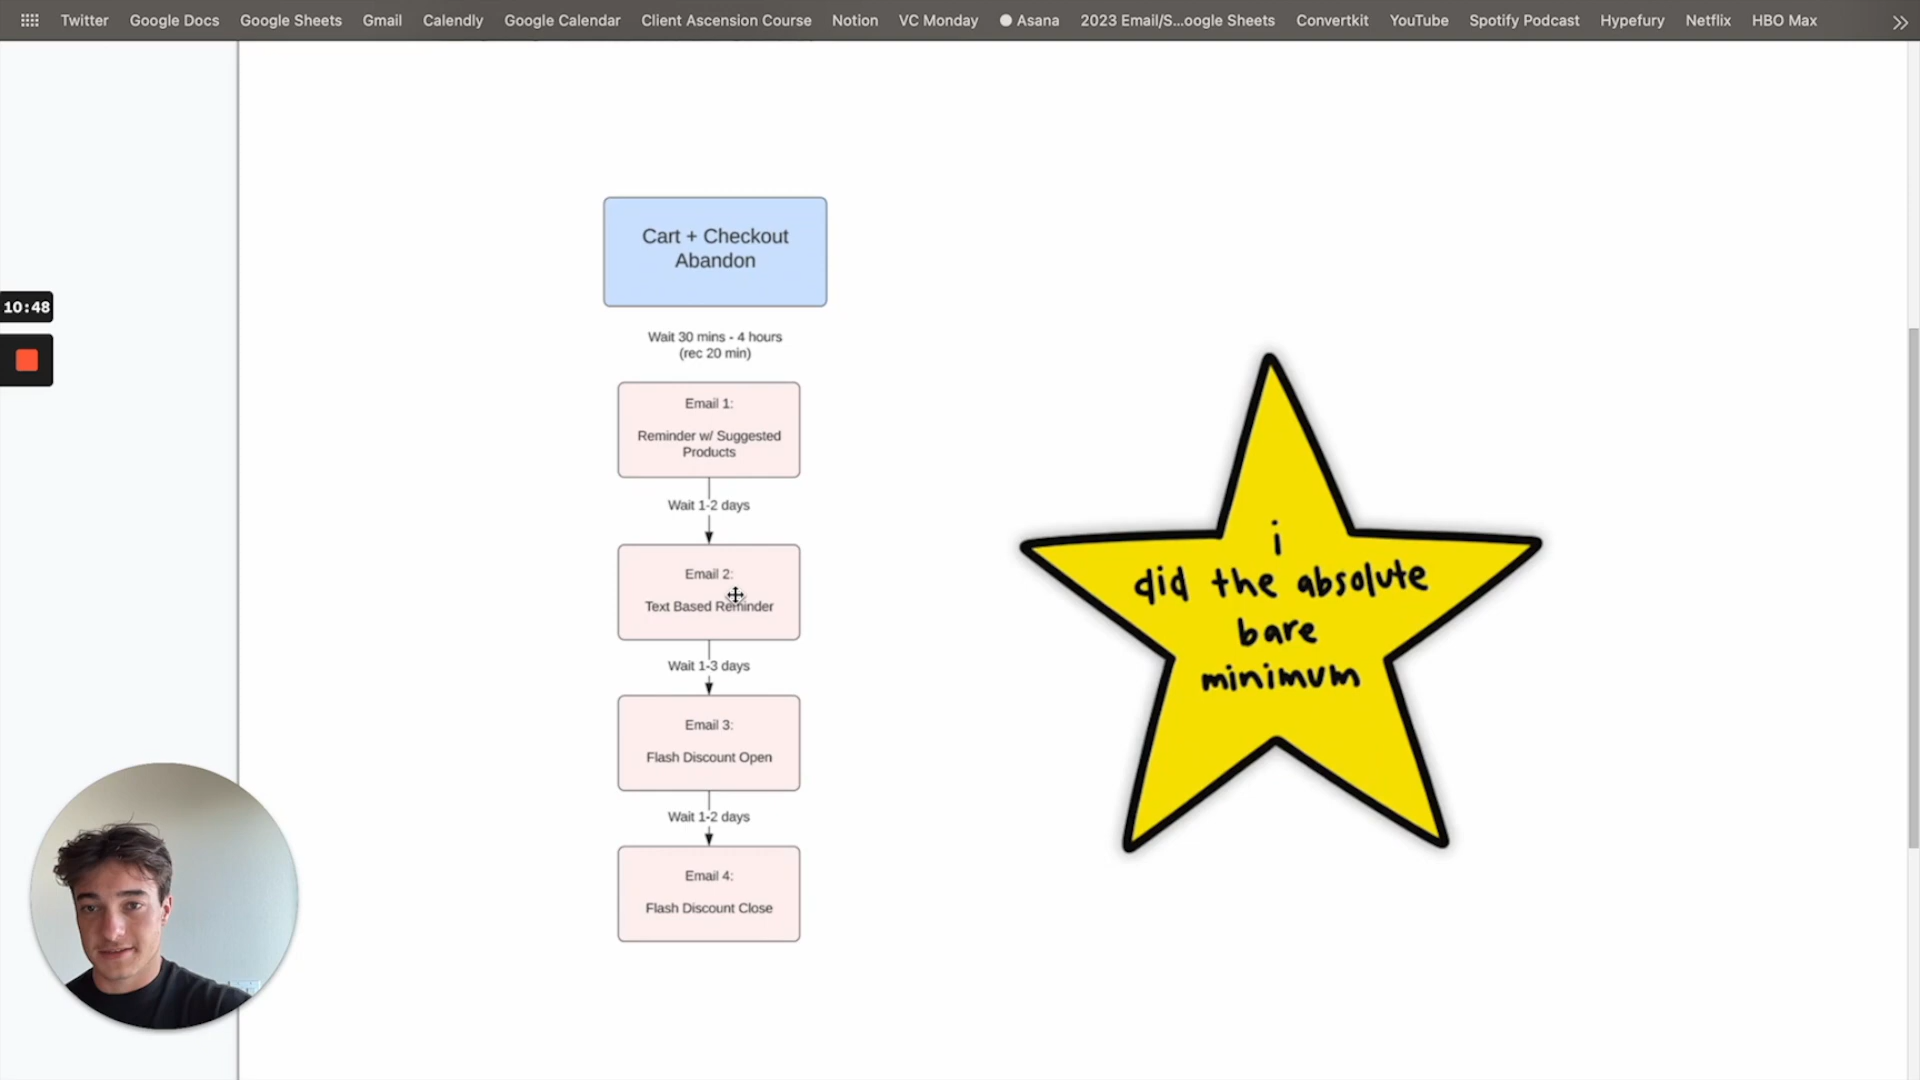 Twitter Google Docs Google Sheets Gmail Calendly Google Calendar Client Ascension Course Notion VC Monday Asana 2023 Email/S...oogle Sheets Convertkit YouTube Spotify Podcast Hypefury Netflix HBO Max
Cart + Checkout
Abandon
10:48
Wait 30 mins - 4 hours
(rec 20 min)
Email 1:
Reminder w/ Suggested
Products
Wait 1-2 days
Email 2:
Text Based Reminder
Wait 1-3 days
Email 3:
Flash Discount Open
Wait 1-2 days
Email 4:
Flash Discount Close
i
did the absolute
bare
minimum